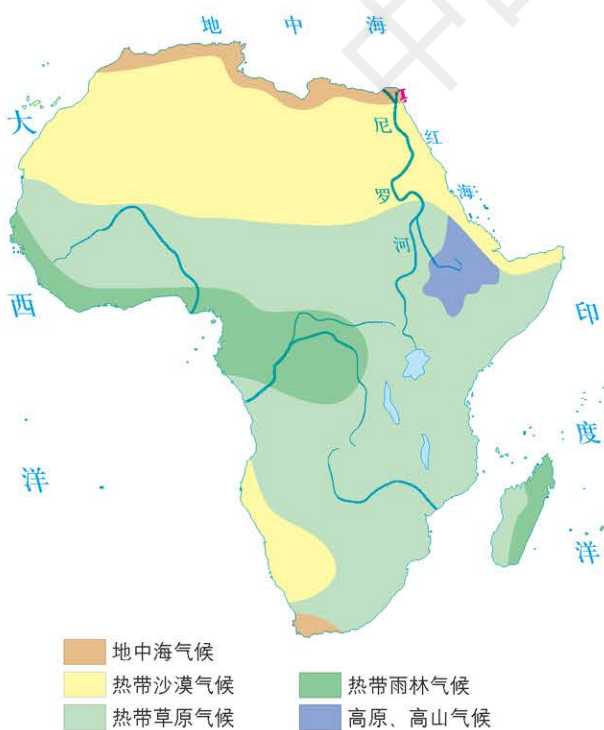 地中海
大西洋
尼罗河
红海
印度洋
地中海气候
热带沙漠气候
热带雨林气候
热带草原气候
高原、高山气候